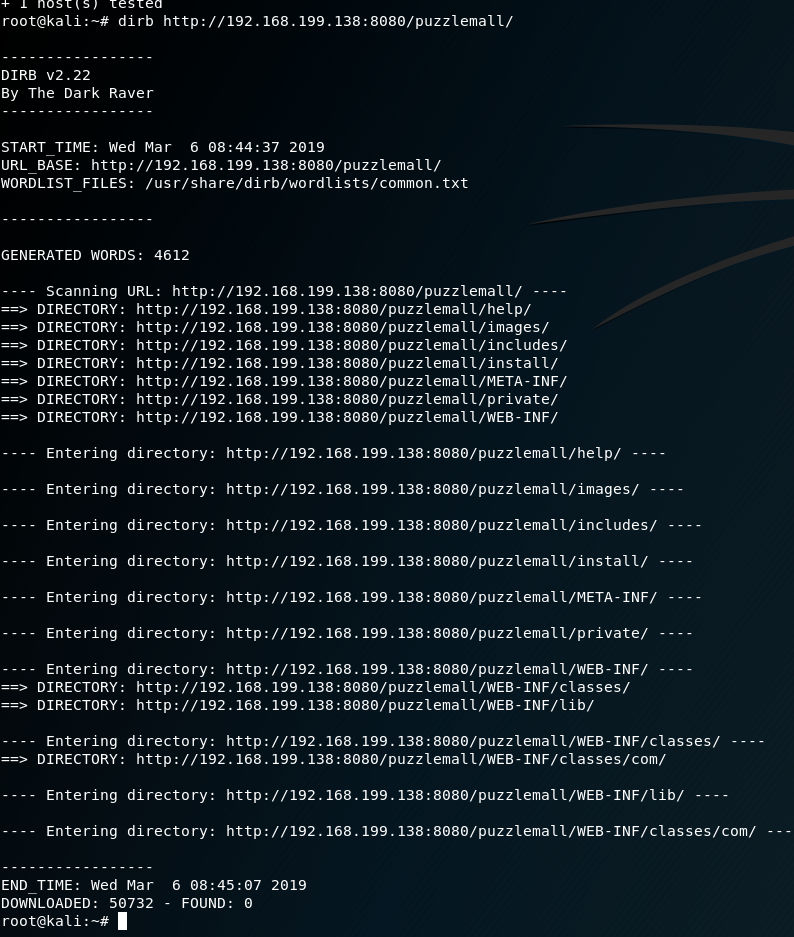 + 1 host(s) tested
root@kali:~# dirb http://192.168.199.138:8080/puzzlemall/
-----------------
DIRB v2.22
By The Dark Raver
-----------------
START_TIME: Wed Mar  6 08:44:37 2019
URL_BASE: http://192.168.199.138:8080/puzzlemall/
WORDLIST_FILES: /usr/share/dirb/wordlists/common.txt
-----------------
GENERATED WORDS: 4612
---- Scanning URL: http://192.168.199.138:8080/puzzlemall/ ----
==> DIRECTORY: http://192.168.199.138:8080/puzzlemall/help/
==> DIRECTORY: http://192.168.199.138:8080/puzzlemall/images/
==> DIRECTORY: http://192.168.199.138:8080/puzzlemall/includes/
==> DIRECTORY: http://192.168.199.138:8080/puzzlemall/install/
==> DIRECTORY: http://192.168.199.138:8080/puzzlemall/META-INF/
==> DIRECTORY: http://192.168.199.138:8080/puzzlemall/private/
==> DIRECTORY: http://192.168.199.138:8080/puzzlemall/WEB-INF/
---- Entering directory: http://192.168.199.138:8080/puzzlemall/help/ ----
---- Entering directory: http://192.168.199.138:8080/puzzlemall/images/ ----
---- Entering directory: http://192.168.199.138:8080/puzzlemall/includes/ ----
---- Entering directory: http://192.168.199.138:8080/puzzlemall/install/ ----
---- Entering directory: http://192.168.199.138:8080/puzzlemall/META-INF/ ----
---- Entering directory: http://192.168.199.138:8080/puzzlemall/private/ ----
---- Entering directory: http://192.168.199.138:8080/puzzlemall/WEB-INF/ ----
==> DIRECTORY: http://192.168.199.138:8080/puzzlemall/WEB-INF/classes/
==> DIRECTORY: http://192.168.199.138:8080/puzzlemall/WEB-INF/lib/
---- Entering directory: http://192.168.199.138:8080/puzzlemall/WEB-INF/classes/ ----
==> DIRECTORY: http://192.168.199.138:8080/puzzlemall/WEB-INF/classes/com/
---- Entering directory: http://192.168.199.138:8080/puzzlemall/WEB-INF/lib/ ----
---- Entering directory: http://192.168.199.138:8080/puzzlemall/WEB-INF/classes/com/ ---
-----------------
END_TIME: Wed Mar  6 08:45:07 2019
DOWNLOADED: 50732 - FOUND: 0
root@kali:~#